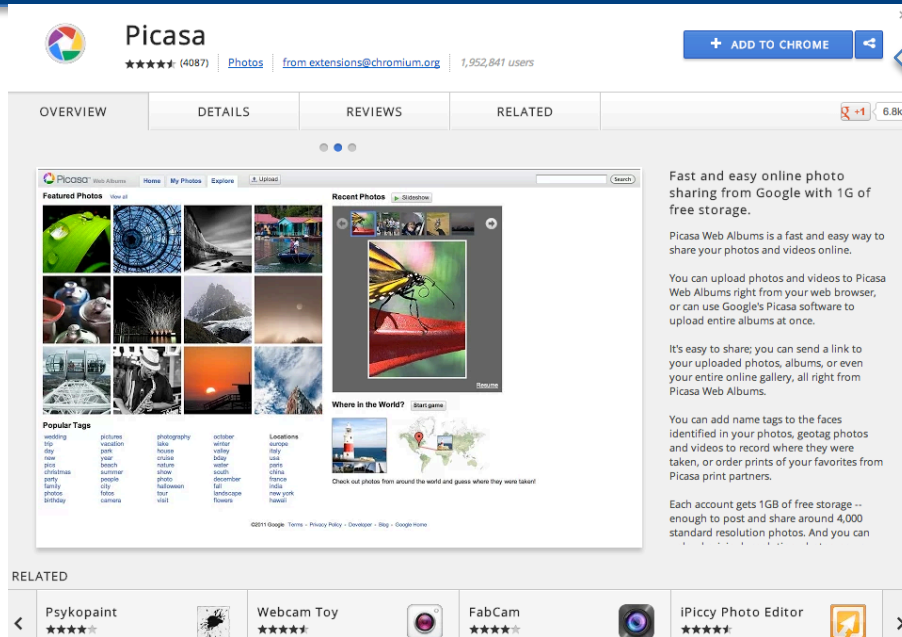 Picasa
(4087) Photos from extensions@chromium.org 1,952,841 users
+ ADD TO CHROME
OVERVIEW DETAILS REVIEWS RELATED
+1 6.8k
Picasa Web Albums Home My Photos Explore Upload Search
Featured Photos View all
Recent Photos Slideshow
Resume
Where in the World? Start game
Check out photos from around the world and guess where they were taken!
Popular Tags
wedding pictures photography october Locations
trip vacation lake winter europe
day park house valley italy
new year cruise bday usa
pics beach nature water paris
christmas summer show south china
party people photo december france
family city halloween fall india
photos fotos tour landscape new york
birthday camera visit flowers hawaii
©2011 Google Terms - Privacy Policy - Developer - Blog - Google Home
Fast and easy online photo
sharing from Google with 1G of
free storage.
Picasa Web Albums is a fast and easy way to
share your photos and videos online.
You can upload photos and videos to Picasa
Web Albums right from your web browser,
or can use Google's Picasa software to
upload entire albums at once.
It's easy to share; you can send a link to
your uploaded photos, albums, or even
your entire online gallery, all right from
Picasa Web Albums.
You can add name tags to the faces
identified in your photos, geotag photos
and videos to record where they were
taken, or order prints of your favorites from
Picasa print partners.
Each account gets 1GB of free storage --
enough to post and share around 4,000
standard resolution photos. And you can
RELATED
Psykopaint Webcam Toy FabCam iPiccy Photo Editor